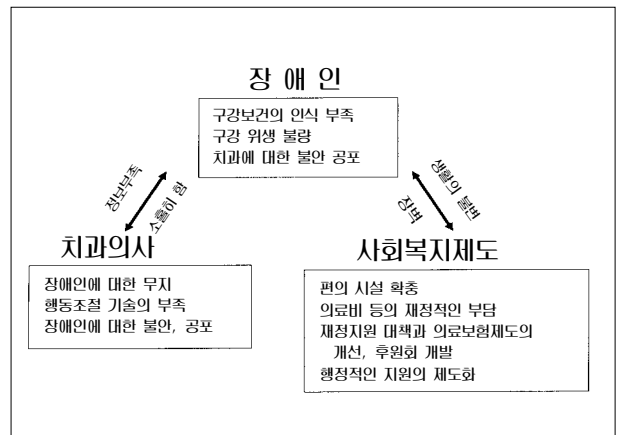 장 애 인
구강보건의 인식 부족
구강 위생 불량
치과에 대한 불안 공포
정보부족
소홀히 함
생활의 불변
장벽
치과의사
장애인에 대한 무지
행동조절 기술의 부족
장애인에 대한 불안, 공포
사회복지제도
편의 시설 확충
의료비 등의 재정적인 부담
재정지원 대책과 의료보험제도의
개선, 후원회 개발
행정적인 지원의 제도화